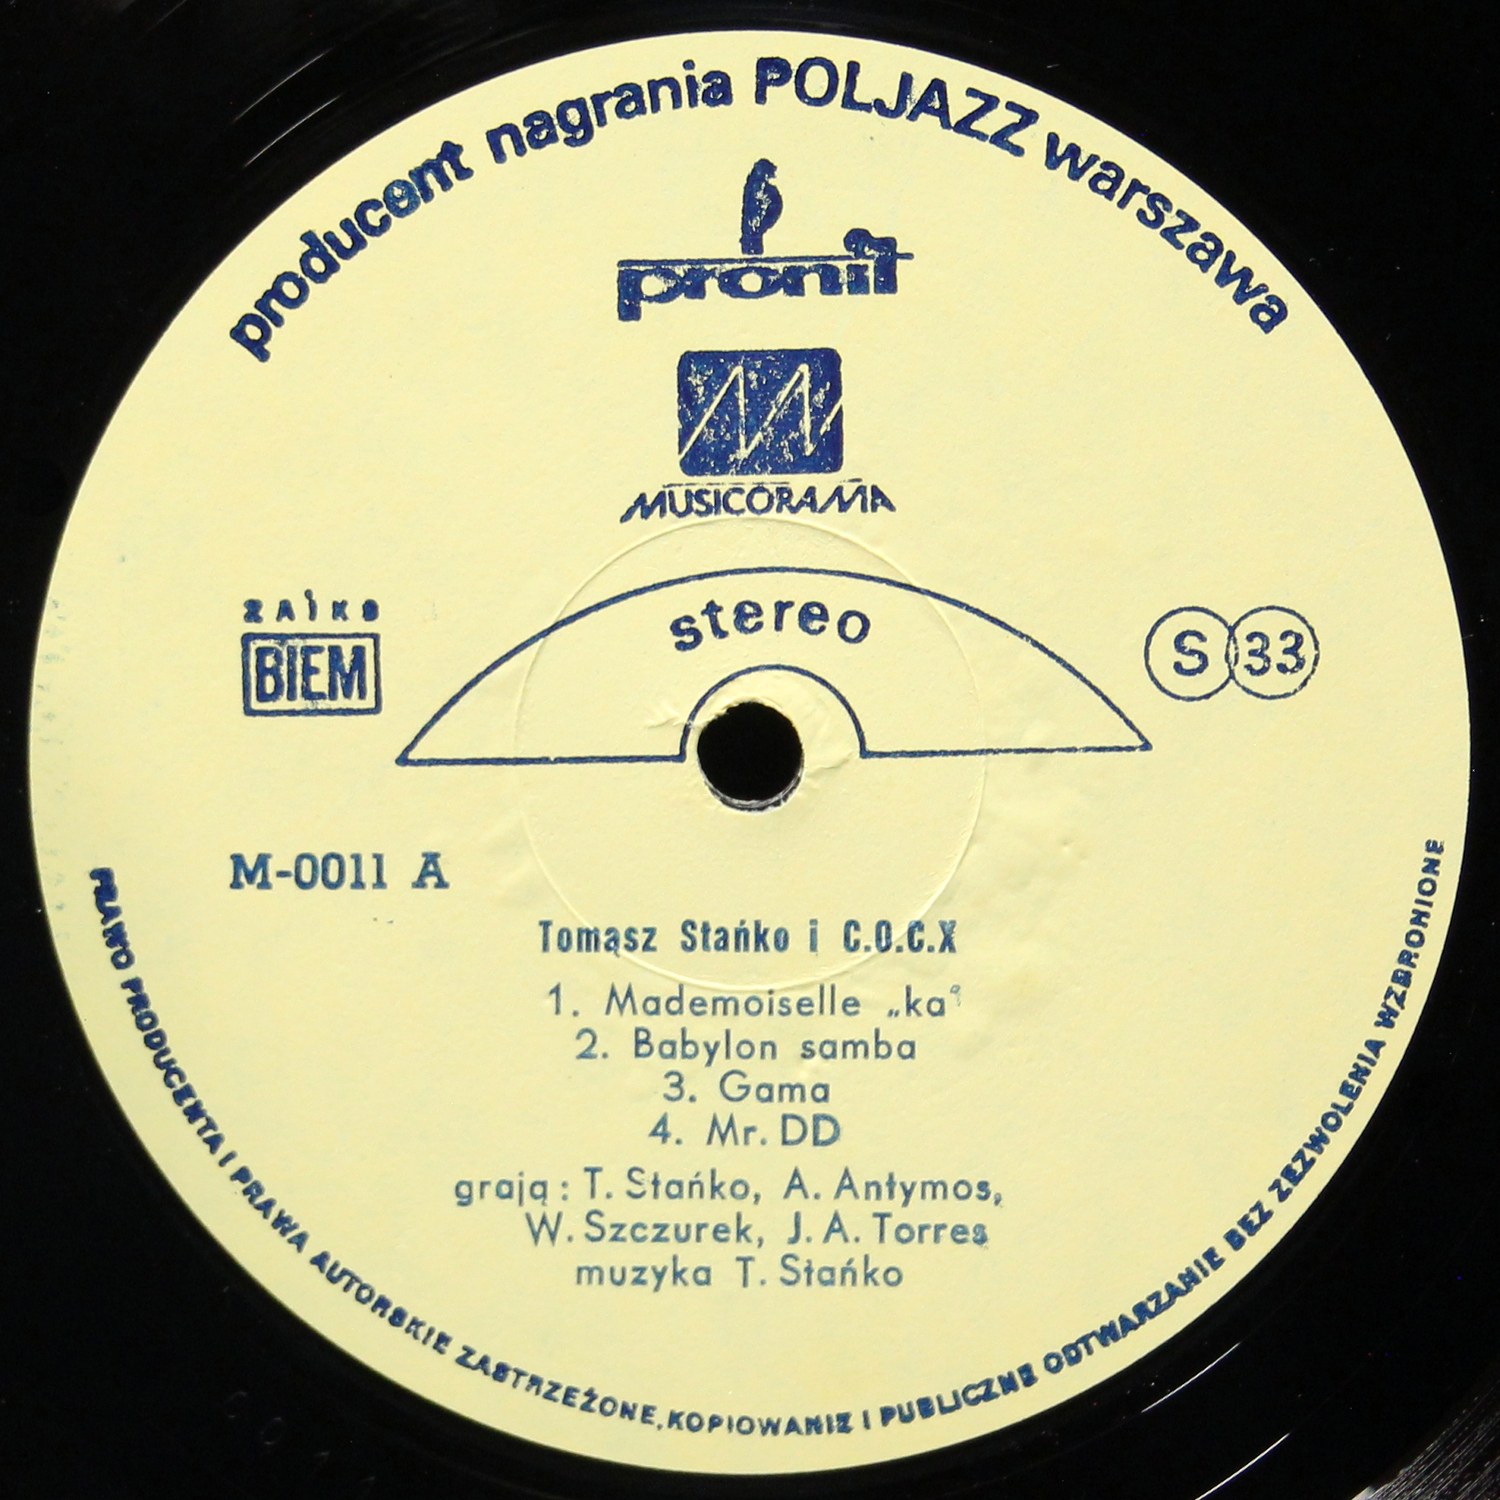 producent nagrania POLJAZZ warszawa
pronit
MUSICORAMA
stereo
ZAiKS
BIEM
S 33
M-0011 A
Tomasz Stańko i C.O.C.X
1. Mademoiselle „ka"
2. Babylon samba
3. Gama
4. Mr. DD
grają: T. Stańko, A. Antymos,
W. Szczurek, J. A. Torres
muzyka T. Stańko
PRAWO PRODUCENTA I PRAWA AUTORSKIE ZASTRZEŻONE, KOPIOWANIE I PUBLICZNE ODTWARZANIE BEZ ZEZWOLENIA WZBRONIONE